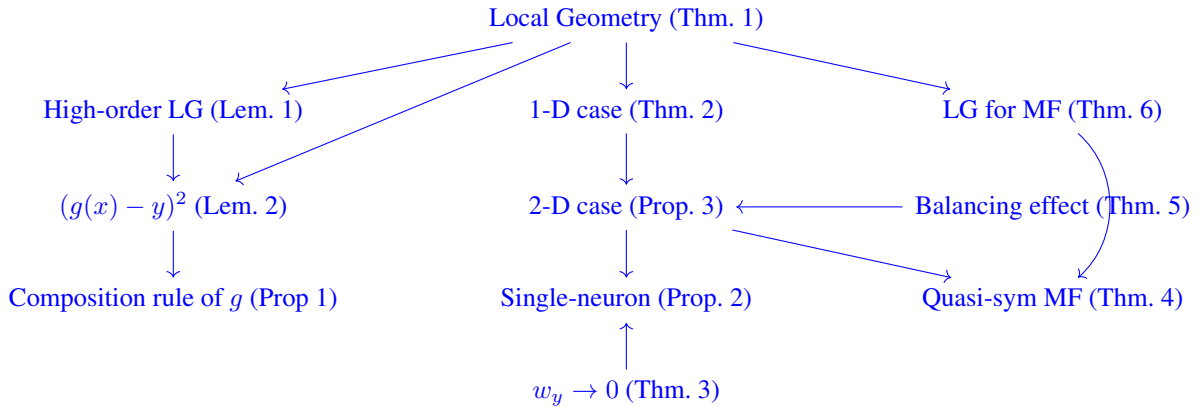 Local Geometry (Thm. 1)
High-order LG (Lem. 1)
1-D case (Thm. 2)
LG for MF (Thm. 6)
(g(x) − y)² (Lem. 2)
2-D case (Prop. 3)
Balancing effect (Thm. 5)
Composition rule of g (Prop 1)
Single-neuron (Prop. 2)
Quasi-sym MF (Thm. 4)
w_y → 0 (Thm. 3)